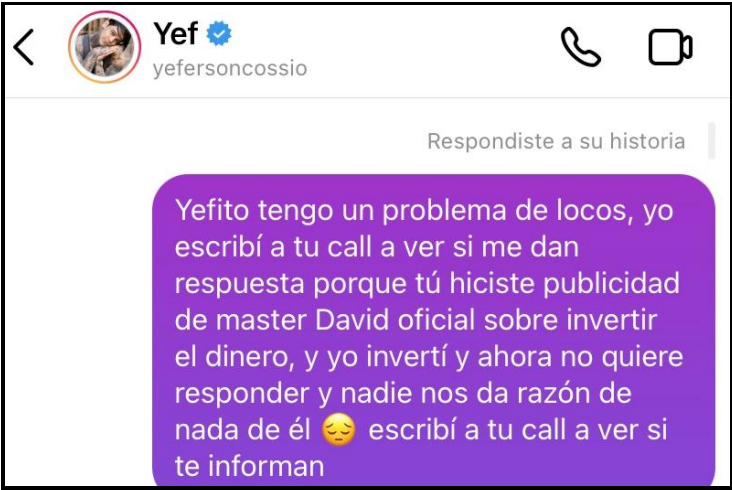 Yef
yefersoncossio
Respondiste a su historia
Yefito tengo un problema de locos, yo
escribí a tu call a ver si me dan
respuesta porque tú hiciste publicidad
de master David oficial sobre invertir
el dinero, y yo invertí y ahora no quiere
responder y nadie nos da razón de
nada de él 😔 escribí a tu call a ver si
te informan